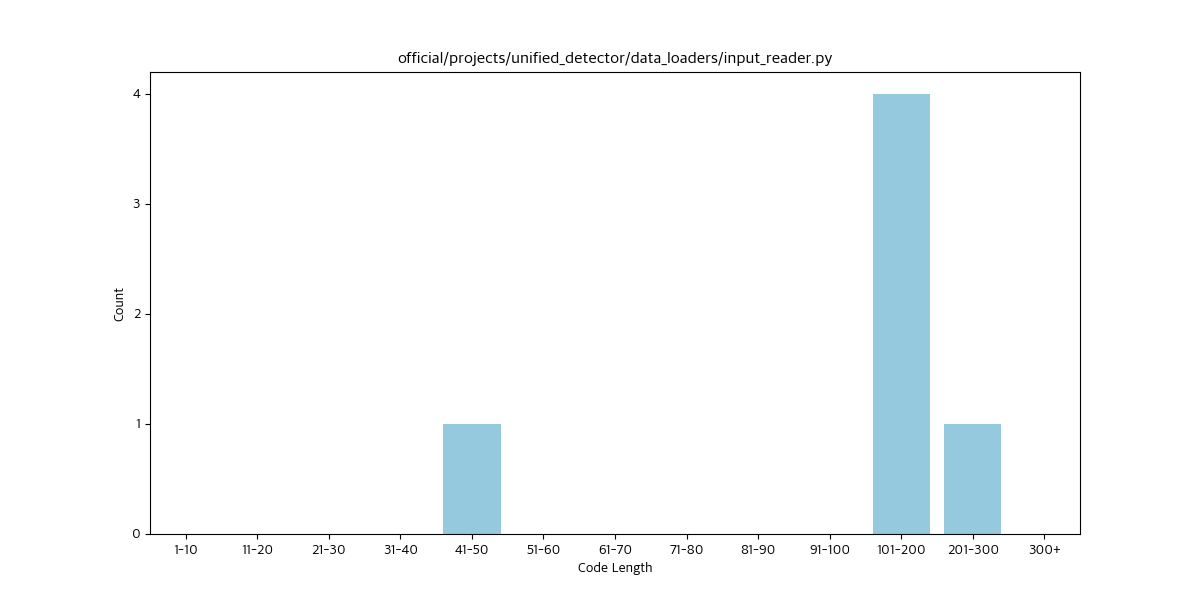 official/projects/unified_detector/data_loaders/input_reader.py
4
3
2
1
0
Count
1-10 11-20 21-30 31-40 41-50 51-60 61-70 71-80 81-90 91-100 101-200 201-300 300+
Code Length